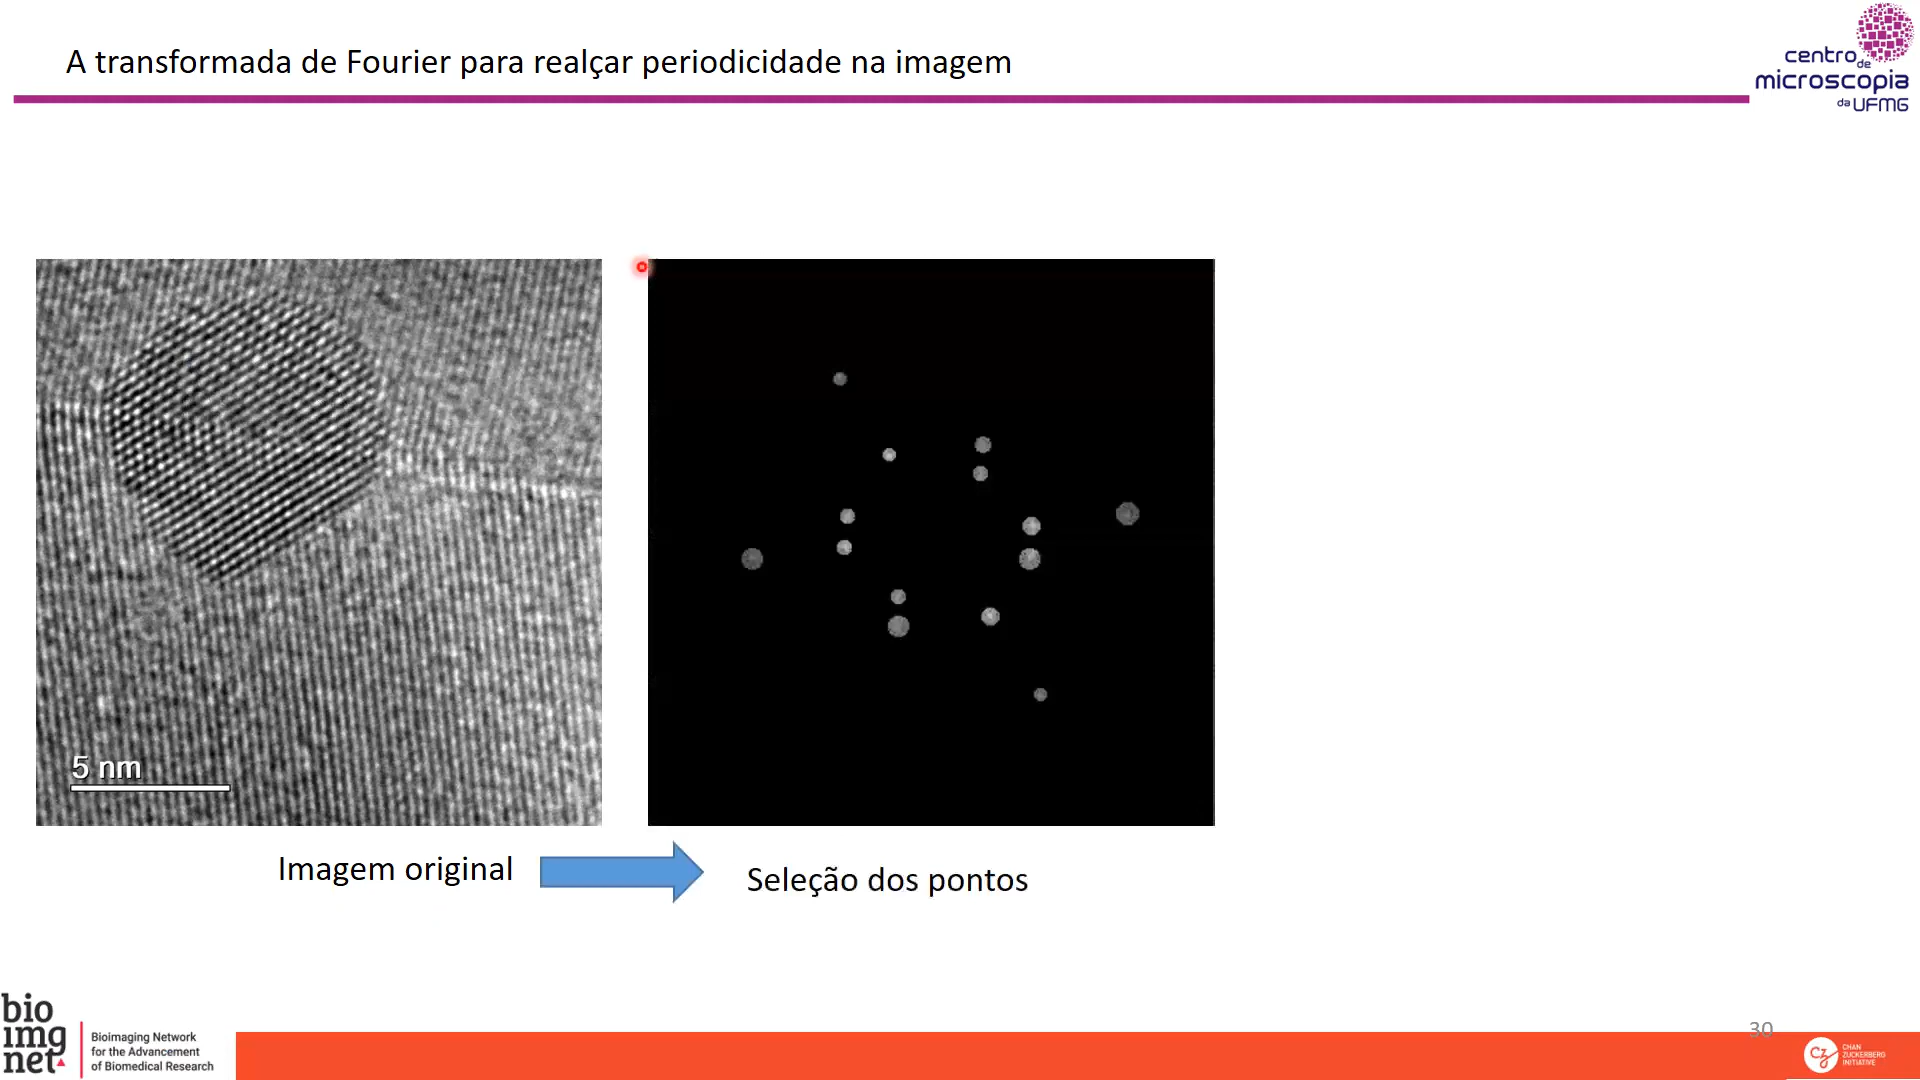 A transformada de Fourier para realçar periodicidade na imagem
centro de
microscopia
da UFMG
5 nm
Imagem original
Seleção dos pontos
bio
img
net
Bioimaging Network
for the Advancement
of Biomedical Research
30
CZ
CHAN
ZUCKERBERG
INITIATIVE